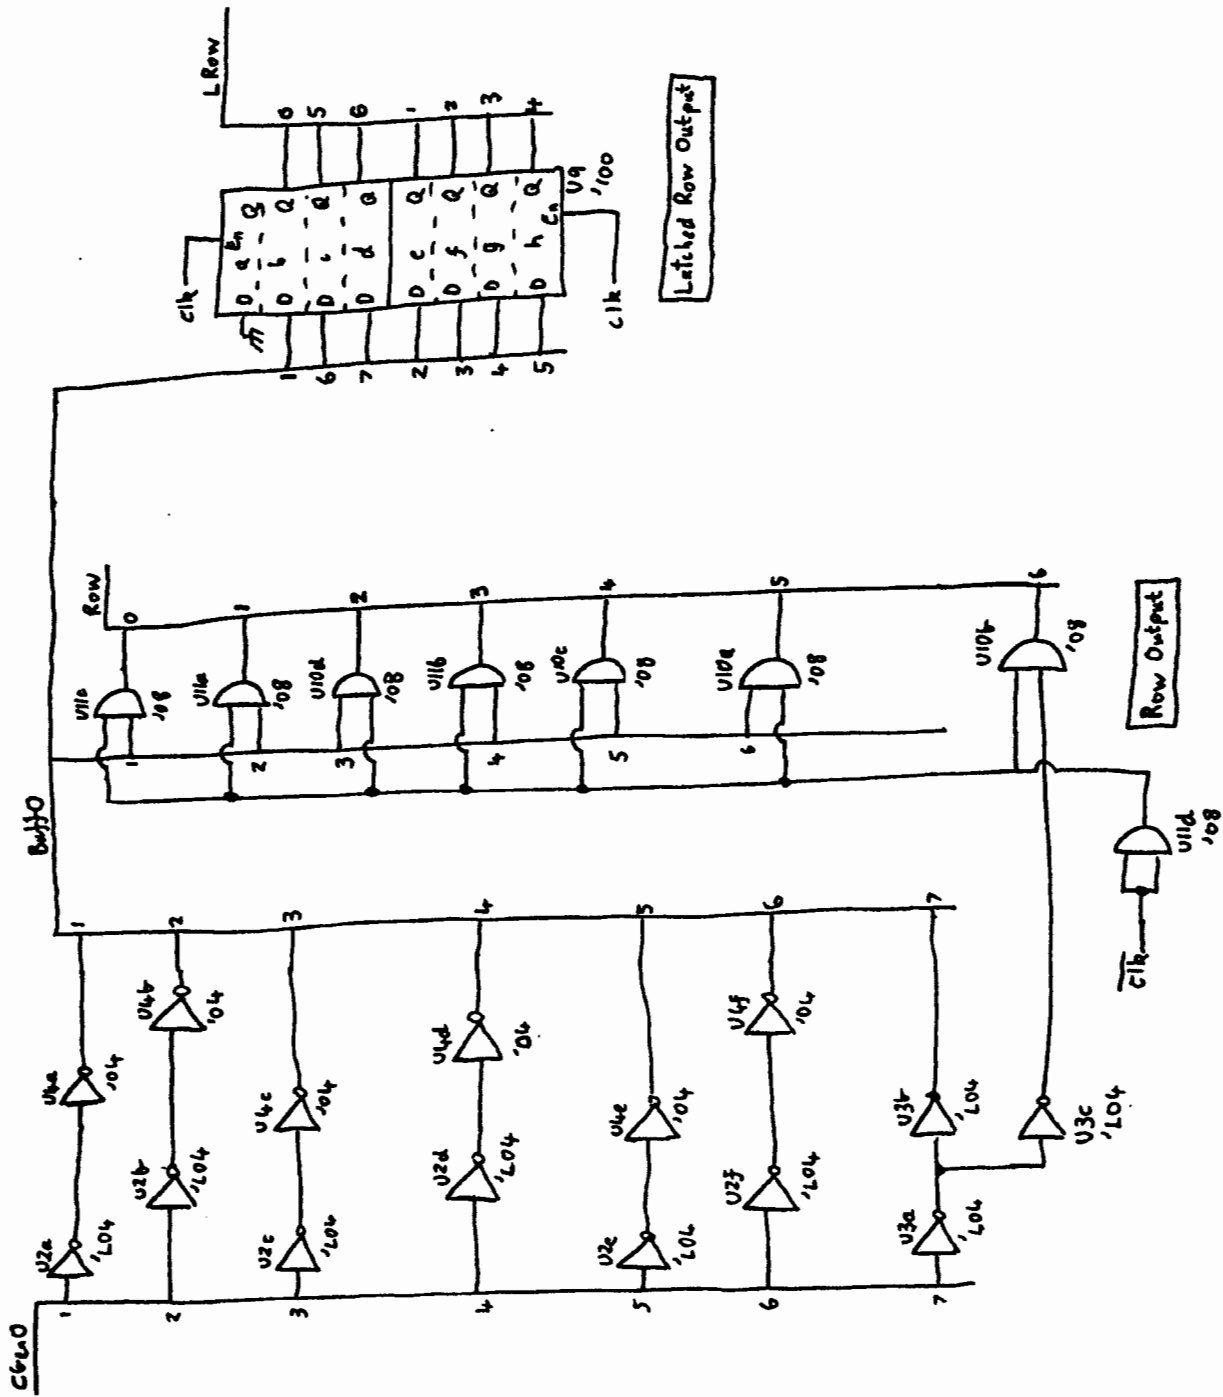 CGenO
1
2
3
4
5
6
7
U2a
'L04
U2b
'L04
U2c
'L04
U2d
'L04
U2e
'L04
U2f
'L04
U3a
'L04
U4a
'04
U4b
'04
U4c
'04
U4d
'04
U4e
'04
U4f
'04
U3b
'L04
U3c
'L04
BuffO
1
2
3
4
5
6
7
Clk
U11d
'08
1
2
3
4
5
6
U11c
'08
U11a
'08
U10d
'08
U11b
'08
U10c
'08
U10a
'08
U10b
'08
Row
0
1
2
3
4
5
6
Row Output
1
6
7
2
3
4
5
Clk
En
D a Q
D b Q
D c Q
D d Q
D e Q
D f Q
D g Q
D h Q
En
Clk
U9
'100
L Row
0
5
6
1
2
3
4
Latched Row Output